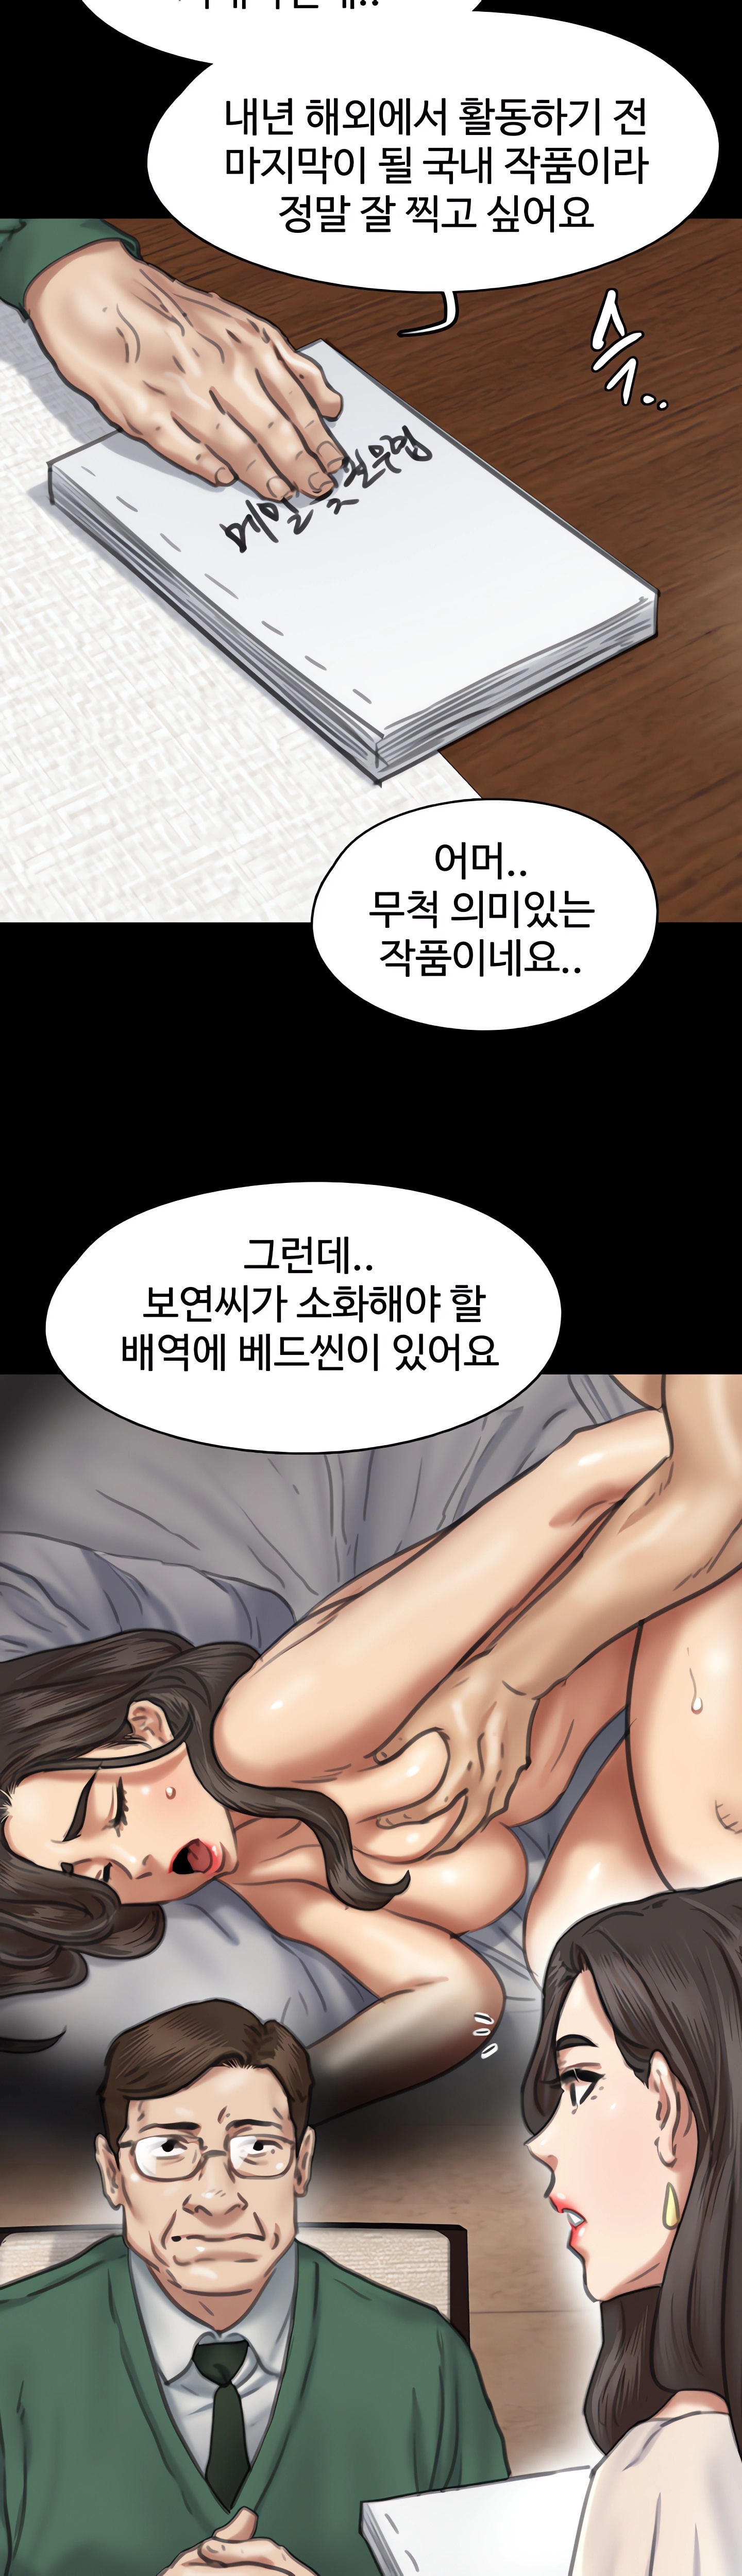 내년 해외에서 활동하기 전
마지막이 될 국내 작품이라
정말 잘 찍고 싶어요
스
메밀꽃
어머..
무척 의미있는
작품이네요..
그런데..
보연씨가 소화해야 할
배역에 베드씬이 있어요